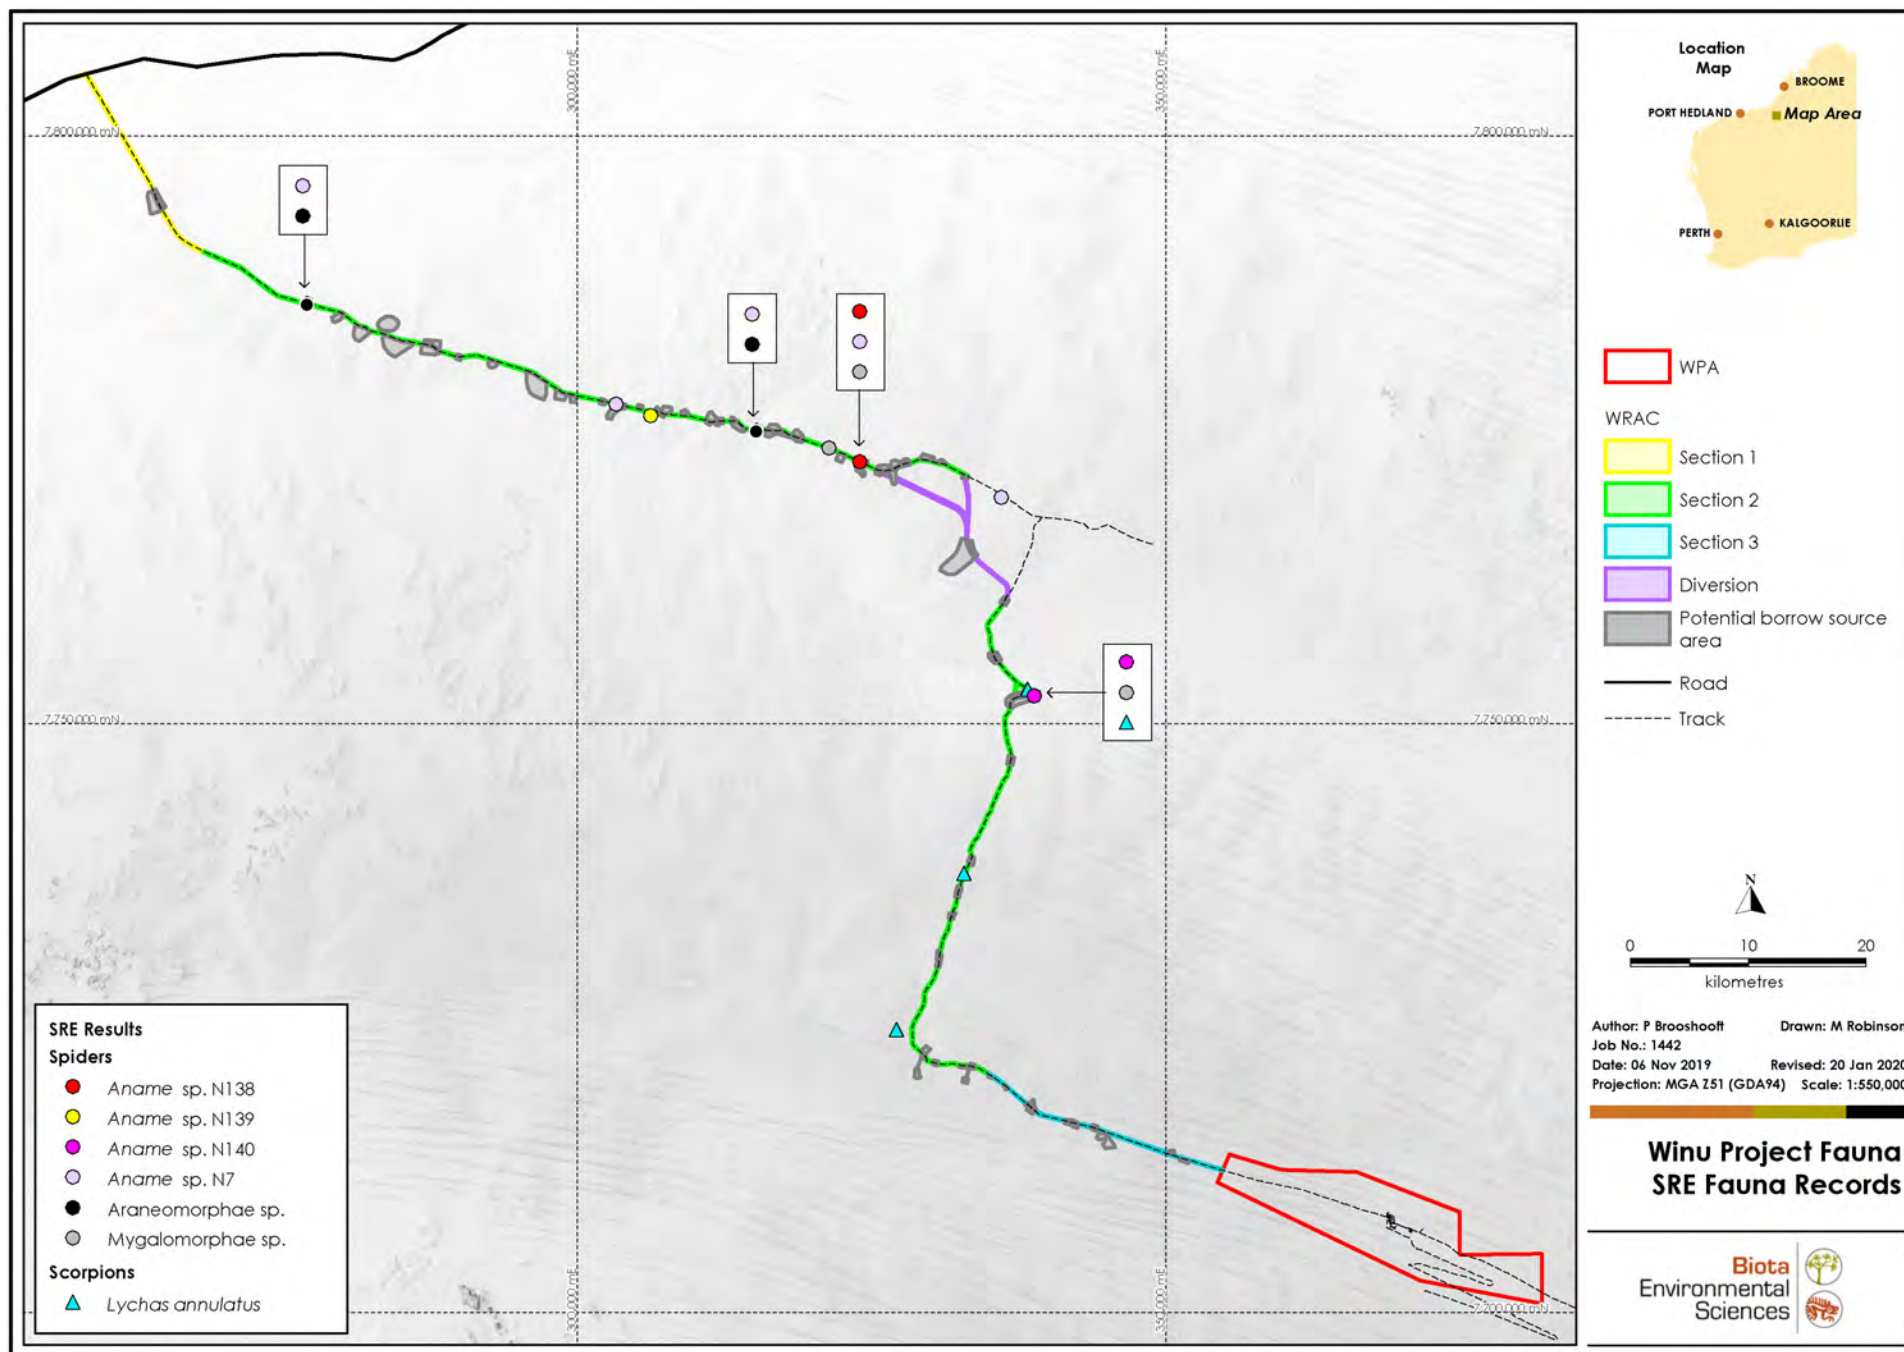 300,000 mE
350,000 mE
7,800,000 mN
7,800,000 mN
7,750,000 mN
7,750,000 mN
7,700,000 mN
300,000 mE
350,000 mE
SRE Results
Spiders
Aname sp. N138
Aname sp. N139
Aname sp. N140
Aname sp. N7
Araneomorphae sp.
Mygalomorphae sp.
Scorpions
Lychas annulatus
Location
Map
BROOME
PORT HEDLAND
Map Area
KALGOORLIE
PERTH
WPA
WRAC
Section 1
Section 2
Section 3
Diversion
Potential borrow source
area
Road
Track
N
0 10 20
kilometres
Author: P Brooshooft Drawn: M Robinson
Job No.: 1442
Date: 06 Nov 2019 Revised: 20 Jan 2020
Projection: MGA Z51 (GDA94) Scale: 1:550,000
Winu Project Fauna
SRE Fauna Records
Biota
Environmental
Sciences